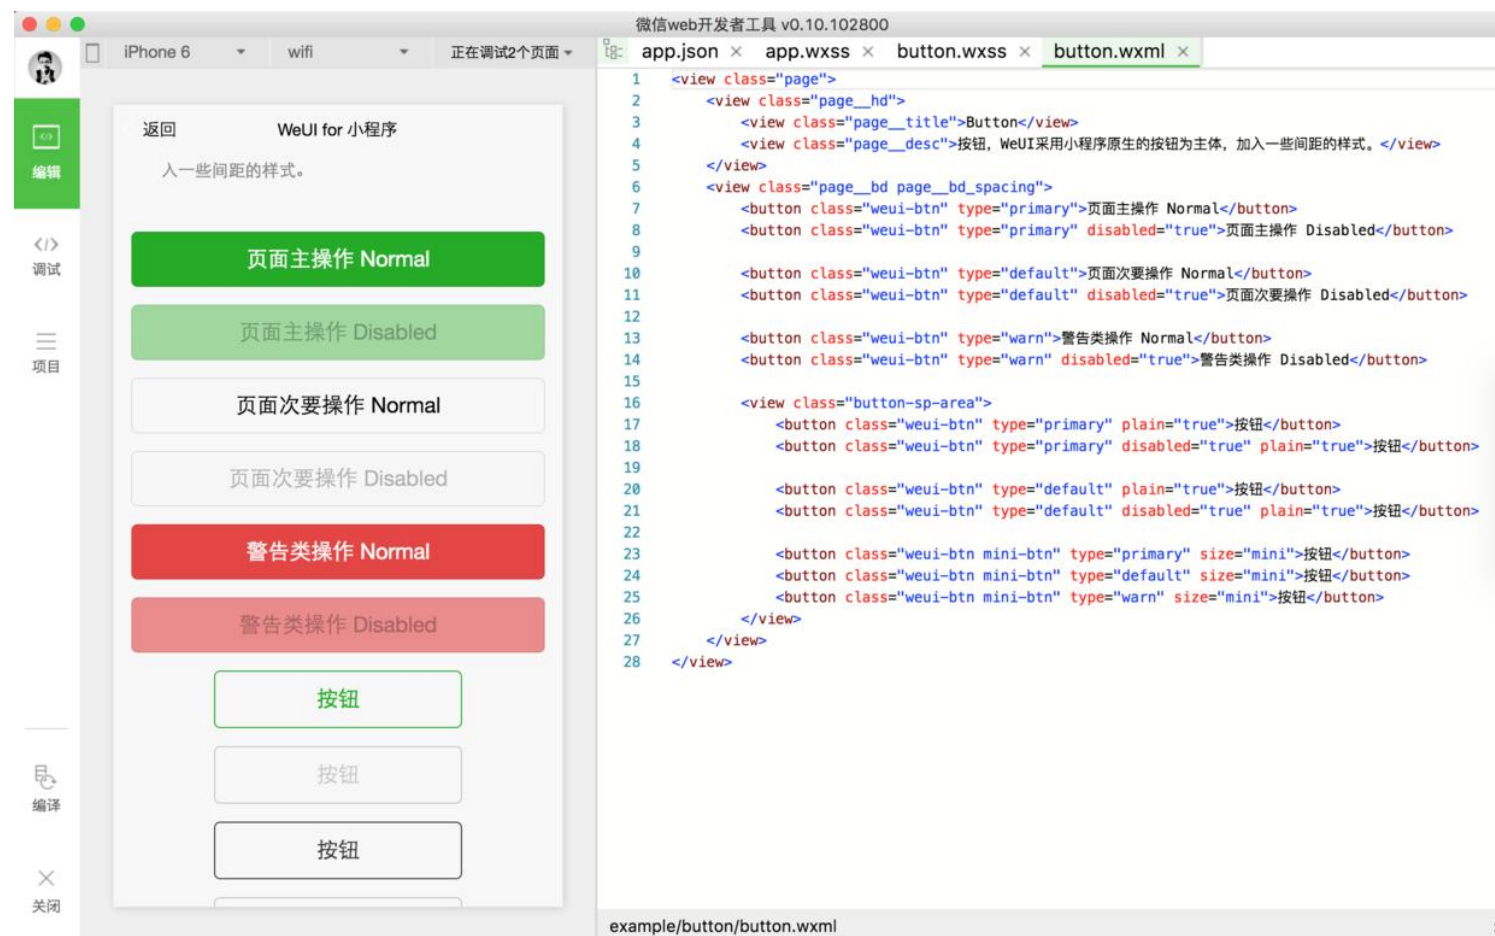 微信web开发者工具 v0.10.102800
iPhone 6 wifi 正在调试2个页面
app.json × app.wxss × button.wxss × button.wxml ×
编辑
调试
项目
编译
关闭
返回 WeUI for 小程序
入一些间距的样式。
页面主操作 Normal
页面主操作 Disabled
页面次要操作 Normal
页面次要操作 Disabled
警告类操作 Normal
警告类操作 Disabled
按钮
按钮
按钮
1 <view class="page">
2 <view class="page__hd">
3 <view class="page__title">Button</view>
4 <view class="page__desc">按钮，WeUI采用小程序原生的按钮为主体，加入一些间距的样式。</view>
5 </view>
6 <view class="page__bd page__bd_spacing">
7 <button class="weui-btn" type="primary">页面主操作 Normal</button>
8 <button class="weui-btn" type="primary" disabled="true">页面主操作 Disabled</button>
9
10 <button class="weui-btn" type="default">页面次要操作 Normal</button>
11 <button class="weui-btn" type="default" disabled="true">页面次要操作 Disabled</button>
12
13 <button class="weui-btn" type="warn">警告类操作 Normal</button>
14 <button class="weui-btn" type="warn" disabled="true">警告类操作 Disabled</button>
15
16 <view class="button-sp-area">
17 <button class="weui-btn" type="primary" plain="true">按钮</button>
18 <button class="weui-btn" type="primary" disabled="true" plain="true">按钮</button>
19
20 <button class="weui-btn" type="default" plain="true">按钮</button>
21 <button class="weui-btn" type="default" disabled="true" plain="true">按钮</button>
22
23 <button class="weui-btn mini-btn" type="primary" size="mini">按钮</button>
24 <button class="weui-btn mini-btn" type="default" size="mini">按钮</button>
25 <button class="weui-btn mini-btn" type="warn" size="mini">按钮</button>
26 </view>
27 </view>
28 </view>
example/button/button.wxml